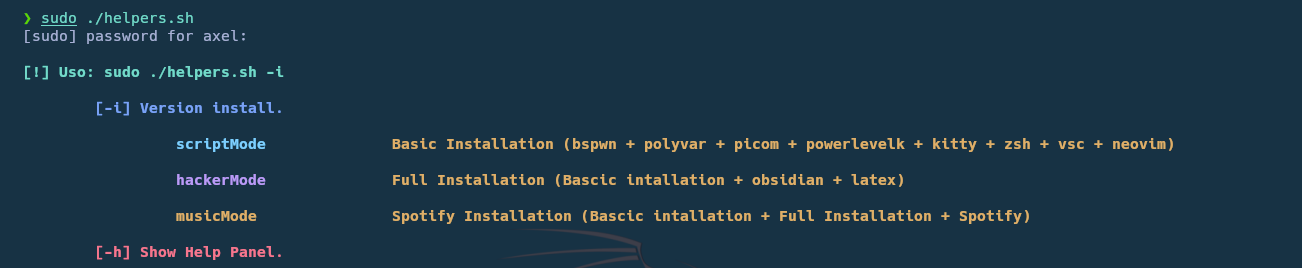 ❯ sudo ./helpers.sh
[sudo] password for axel:
[!] Uso: sudo ./helpers.sh -i
[-i] Version install.
scriptMode Basic Installation (bspwn + polyvar + picom + powerlevelk + kitty + zsh + vsc + neovim)
hackerMode Full Installation (Bascic intallation + obsidian + latex)
musicMode Spotify Installation (Bascic intallation + Full Installation + Spotify)
[-h] Show Help Panel.